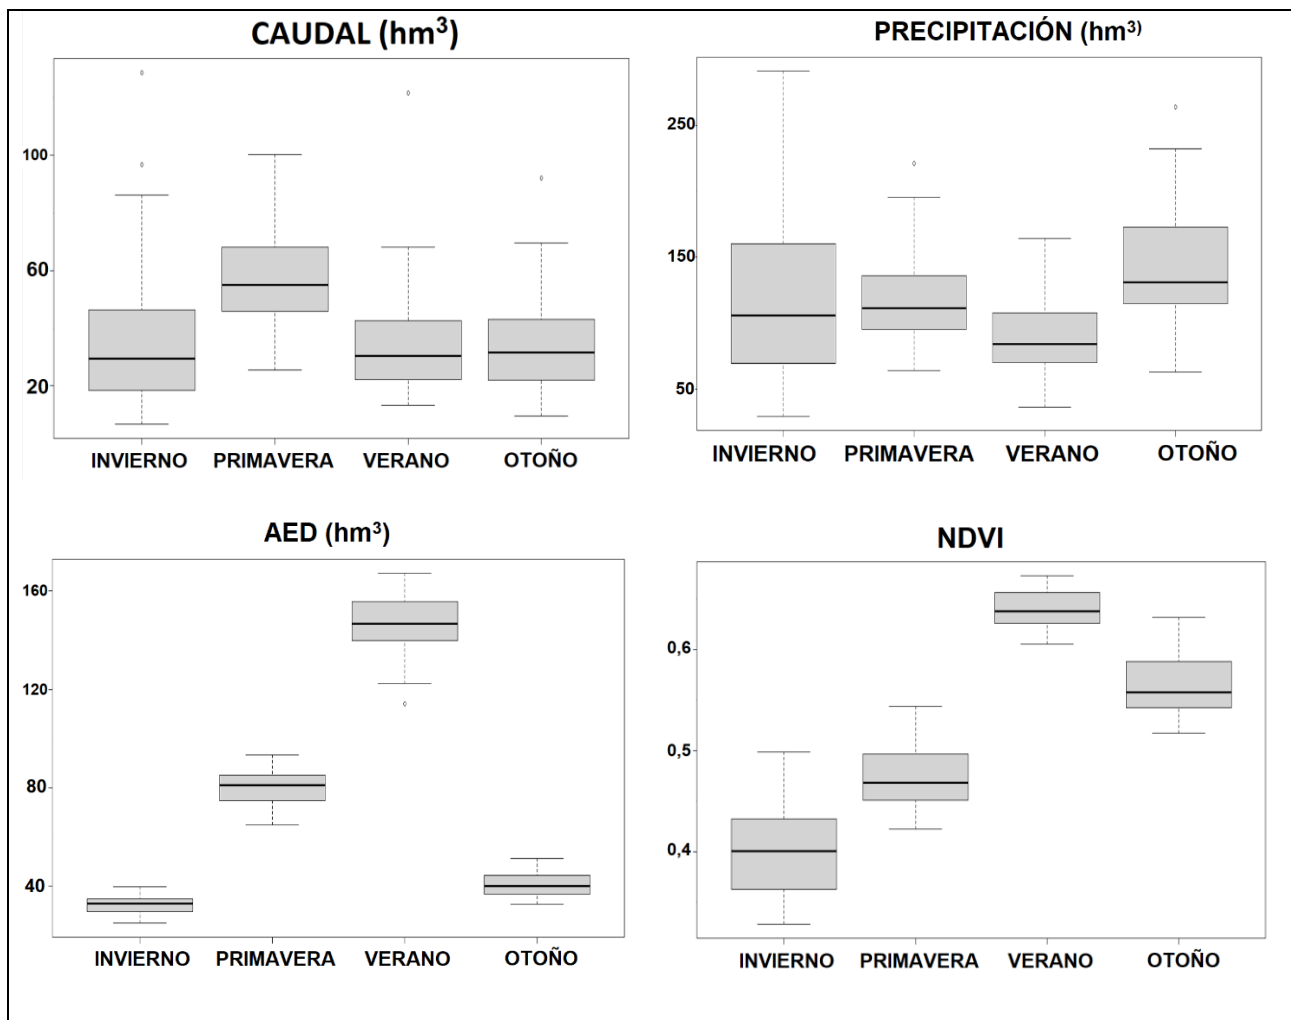 CAUDAL (hm³)
100
60
20
INVIERNO PRIMAVERA VERANO OTOÑO
PRECIPITACIÓN (hm³⁾
250
150
50
INVIERNO PRIMAVERA VERANO OTOÑO
AED (hm³)
160
120
80
40
INVIERNO PRIMAVERA VERANO OTOÑO
NDVI
0,6
0,5
0,4
INVIERNO PRIMAVERA VERANO OTOÑO